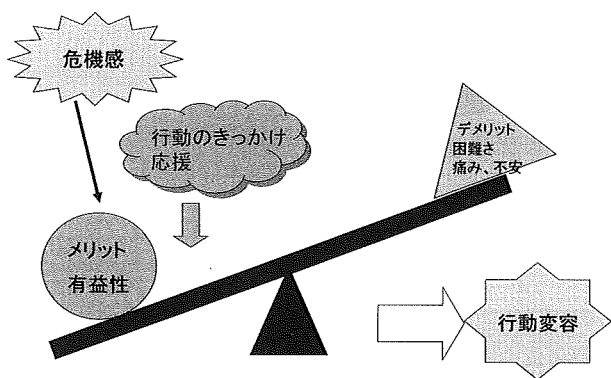 危機感
行動のきっかけ
応援
デメリット
困難さ
痛み、不安
メリット
有益性
行動変容